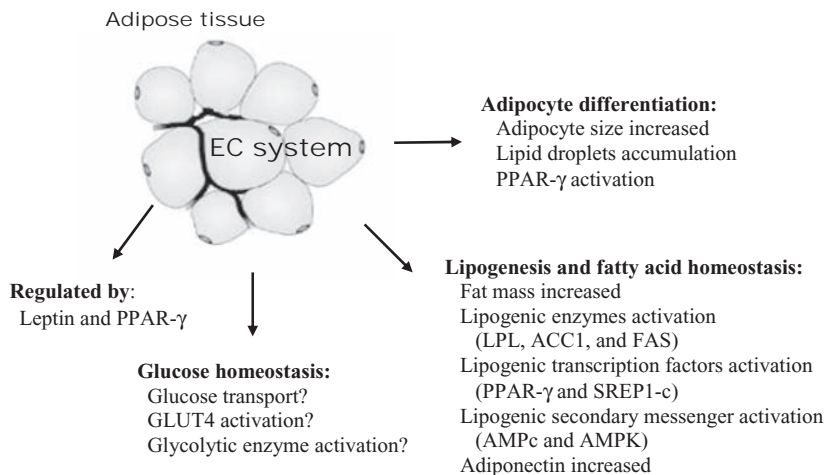 Adipose tissue
EC system
Adipocyte differentiation:
Adipocyte size increased
Lipid droplets accumulation
PPAR-γ activation
Regulated by:
Leptin and PPAR-γ
Glucose homeostasis:
Glucose transport?
GLUT4 activation?
Glycolytic enzyme activation?
Lipogenesis and fatty acid homeostasis:
Fat mass increased
Lipogenic enzymes activation
(LPL, ACC1, and FAS)
Lipogenic transcription factors activation
(PPAR-γ and SREP1-c)
Lipogenic secondary messenger activation
(AMPc and AMPK)
Adiponectin increased